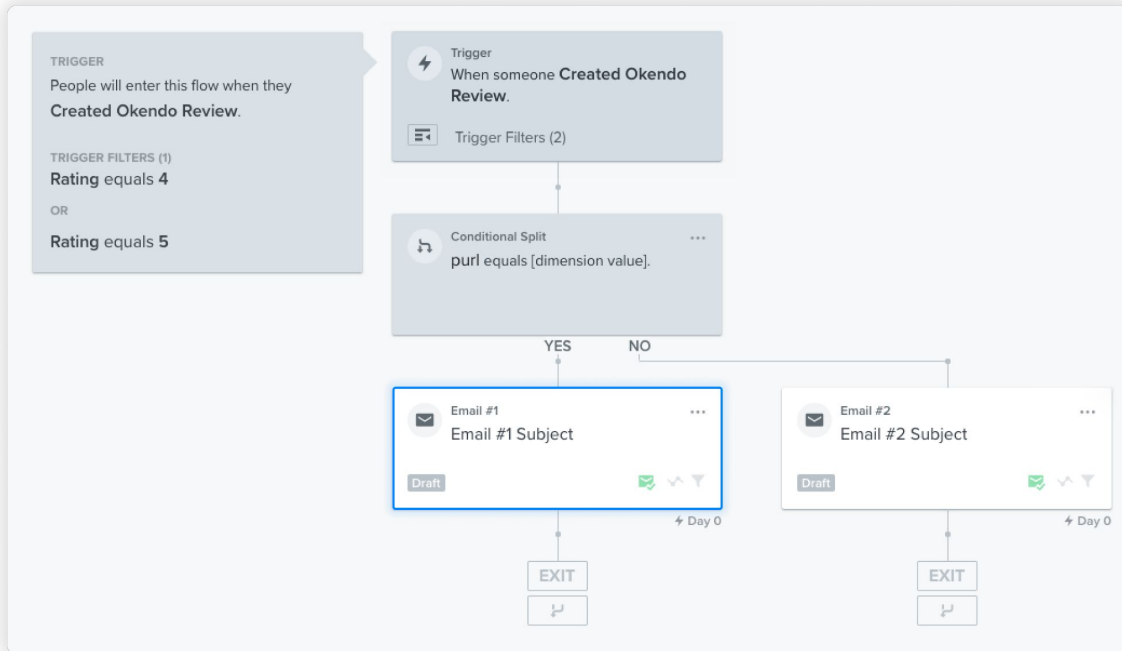 TRIGGER
People will enter this flow when they
Created Okendo Review.
TRIGGER FILTERS (1)
Rating equals 4
OR
Rating equals 5
Trigger
When someone Created Okendo
Review.
Trigger Filters (2)
Conditional Split
purl equals [dimension value].
YES
NO
Email #1
Email #1 Subject
Draft
Day 0
EXIT
Email #2
Email #2 Subject
Draft
Day 0
EXIT